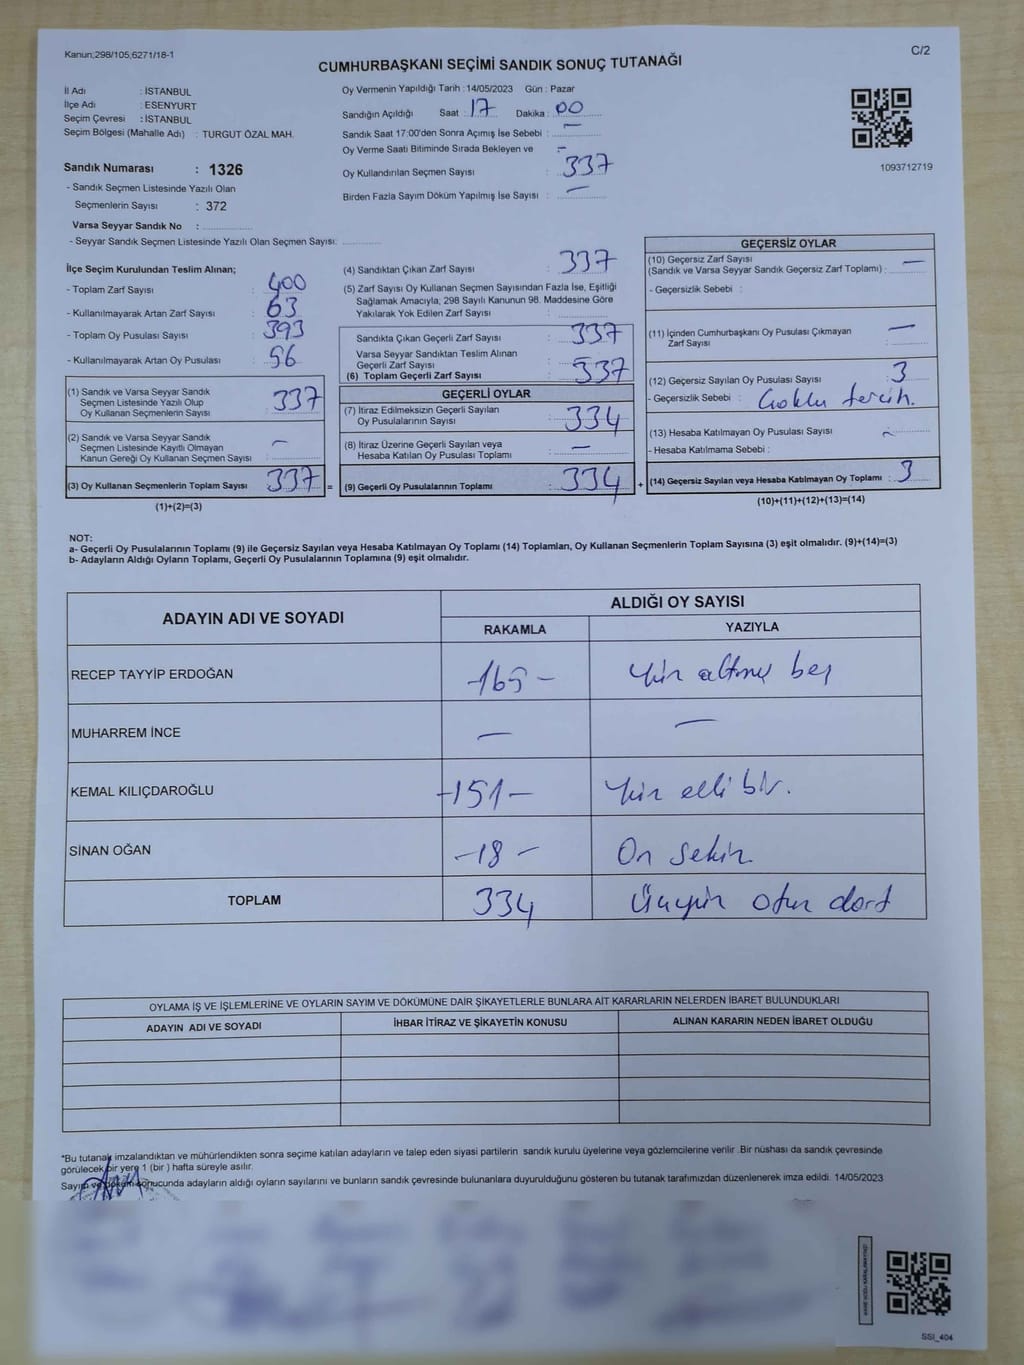 Kanun;298/105;6271/18-1
C/2
CUMHURBAŞKANI SEÇİMİ SANDIK SONUÇ TUTANAĞI
İl Adı : İSTANBUL
İlçe Adı : ESENYURT
Seçim Çevresi : İSTANBUL
Seçim Bölgesi (Mahalle Adı) : TURGUT ÖZAL MAH.
Sandık Numarası : 1326
- Sandık Seçmen Listesinde Yazılı Olan
Seçmenlerin Sayısı : 372
Varsa Seyyar Sandık No :
- Seyyar Sandık Seçmen Listesinde Yazılı Olan Seçmen Sayısı:
Oy Vermenin Yapıldığı Tarih : 14/05/2023 Gün : Pazar
Sandığın Açıldığı Saat : 17 Dakika : 00
Sandık Saat 17:00'den Sonra Açımış İse Sebebi : —
Oy Verme Saati Bitiminde Sırada Bekleyen ve : -
Oy Kullandırılan Seçmen Sayısı : 337
Birden Fazla Sayım Döküm Yapılmış İse Sayısı : —
1093712719
İlçe Seçim Kurulundan Teslim Alınan;
- Toplam Zarf Sayısı : 400
- Kullanılmayarak Artan Zarf Sayısı : 63
- Toplam Oy Pusulası Sayısı : 393
- Kullanılmayarak Artan Oy Pusulası : 56
(1) Sandık ve Varsa Seyyar Sandık
Seçmen Listesinde Yazılı Olup
Oy Kullanan Seçmenlerin Sayısı : 337
(2) Sandık ve Varsa Seyyar Sandık
Seçmen Listesinde Kayıtlı Olmayan
Kanun Gereği Oy Kullanan Seçmen Sayısı : —
(3) Oy Kullanan Seçmenlerin Toplam Sayısı : 337 =
(1)+(2)=(3)
(4) Sandıktan Çıkan Zarf Sayısı : 337
(5) Zarf Sayısı Oy Kullanan Seçmen Sayısından Fazla İse, Eşitliği
Sağlamak Amacıyla, 298 Sayılı Kanunun 98. Maddesine Göre
Yakılarak Yok Edilen Zarf Sayısı :
Sandıkta Çıkan Geçerli Zarf Sayısı : 337
Varsa Seyyar Sandıktan Teslim Alınan
Geçerli Zarf Sayısı :
(6) Toplam Geçerli Zarf Sayısı : 337
GEÇERLİ OYLAR
(7) İtiraz Edilmeksizin Geçerli Sayılan
Oy Pusulalarının Sayısı : 334
(8) İtiraz Üzerine Geçerli Sayılan veya
Hesaba Katılan Oy Pusulası Toplamı : —
(9) Geçerli Oy Pusulalarının Toplamı : 334 +
GEÇERSİZ OYLAR
(10) Geçersiz Zarf Sayısı
(Sandık ve Varsa Seyyar Sandık Geçersiz Zarf Toplamı) : —
- Geçersizlik Sebebi :
(11) İçinden Cumhurbaşkanı Oy Pusulası Çıkmayan
Zarf Sayısı : —
(12) Geçersiz Sayılan Oy Pusulası Sayısı : 3
- Geçersizlik Sebebi : Çoklu tercih.
(13) Hesaba Katılmayan Oy Pusulası Sayısı : ~
- Hesaba Katılmama Sebebi :
(14) Geçersiz Sayılan veya Hesaba Katılmayan Oy Toplamı : 3
(10)+(11)+(12)+(13)=(14)
NOT:
a- Geçerli Oy Pusulalarının Toplamı (9) ile Geçersiz Sayılan veya Hesaba Katılmayan Oy Toplamı (14) Toplamları, Oy Kullanan Seçmenlerin Toplam Sayısına (3) eşit olmalıdır. (9)+(14)=(3)
b- Adayların Aldığı Oyların Toplamı, Geçerli Oy Pusulalarının Toplamına (9) eşit olmalıdır.
ADAYIN ADI VE SOYADI
ALDIĞI OY SAYISI
RAKAMLA YAZIYLA
RECEP TAYYİP ERDOĞAN -165- Yüz altmış beş
MUHARREM İNCE — —
KEMAL KILIÇDAROĞLU -151- Yüz elli bir.
SİNAN OĞAN -18- On sekiz.
TOPLAM 334 Üçyüz otuz dört
OYLAMA İŞ VE İŞLEMLERİNE VE OYLARIN SAYIM VE DÖKÜMÜNE DAİR ŞİKAYETLERLE BUNLARA AİT KARARLARIN NELERDEN İBARET BULUNDUKLARI
ADAYIN ADI VE SOYADI İHBAR İTİRAZ VE ŞİKAYETİN KONUSU ALINAN KARARIN NEDEN İBARET OLDUĞU
*Bu tutanak imzalandıktan ve mühürlendikten sonra seçime katılan adayların ve talep eden siyasi partilerin sandık kurulu üyelerine veya gözlemcilerine verilir .Bir nüshası da sandık çevresinde
görülecek bir yere 1 (bir ) hafta süreyle asılır.
Sayım ve döküm sonucunda adayların aldığı oyların sayılarını ve bunların sandık çevresinde bulunanlara duyurulduğunu gösteren bu tutanak tarafımızdan düzenlenerek imza edildi. 14/05/2023
SSI_404